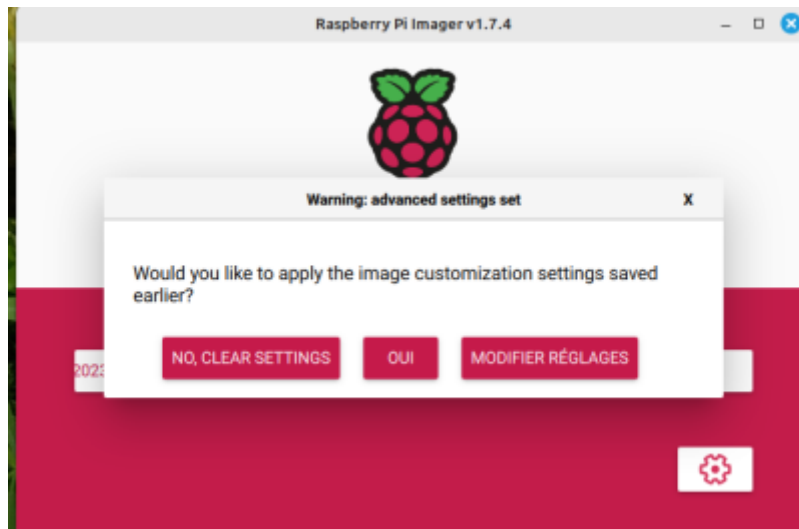 Raspberry Pi Imager v1.7.4
Warning: advanced settings set
X
Would you like to apply the image customization settings saved
earlier?
NO, CLEAR SETTINGS
OUI
MODIFIER RÉGLAGES
2023